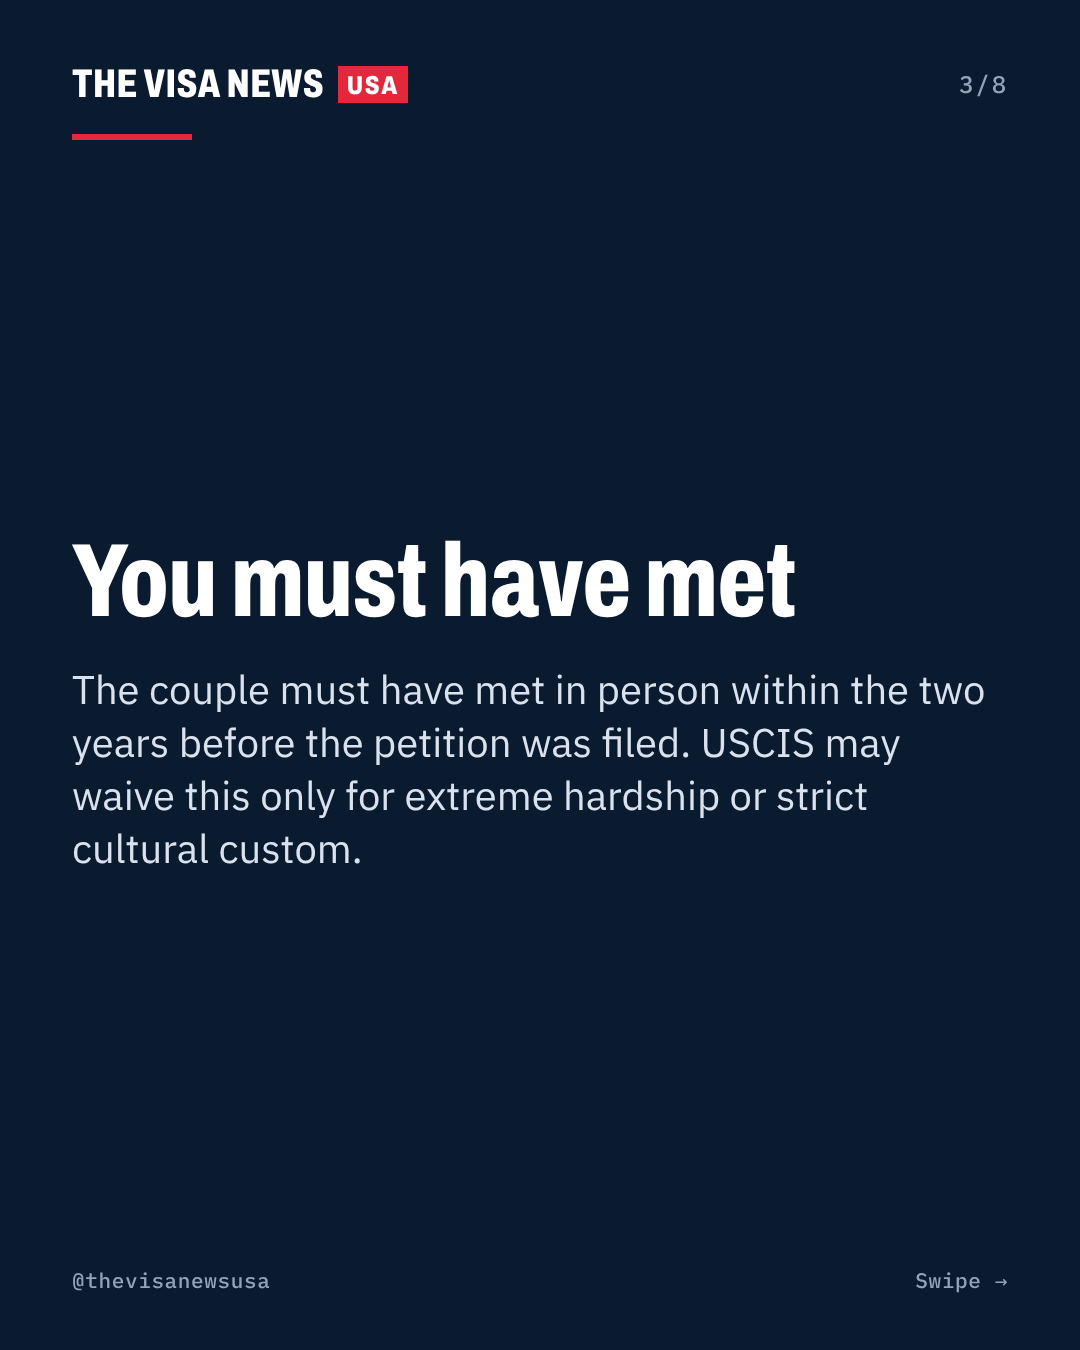 THE VISA NEWS USA
3/8
You must have met
The couple must have met in person within the two
years before the petition was filed. USCIS may
waive this only for extreme hardship or strict
cultural custom.
@thevisanewsusa
Swipe →